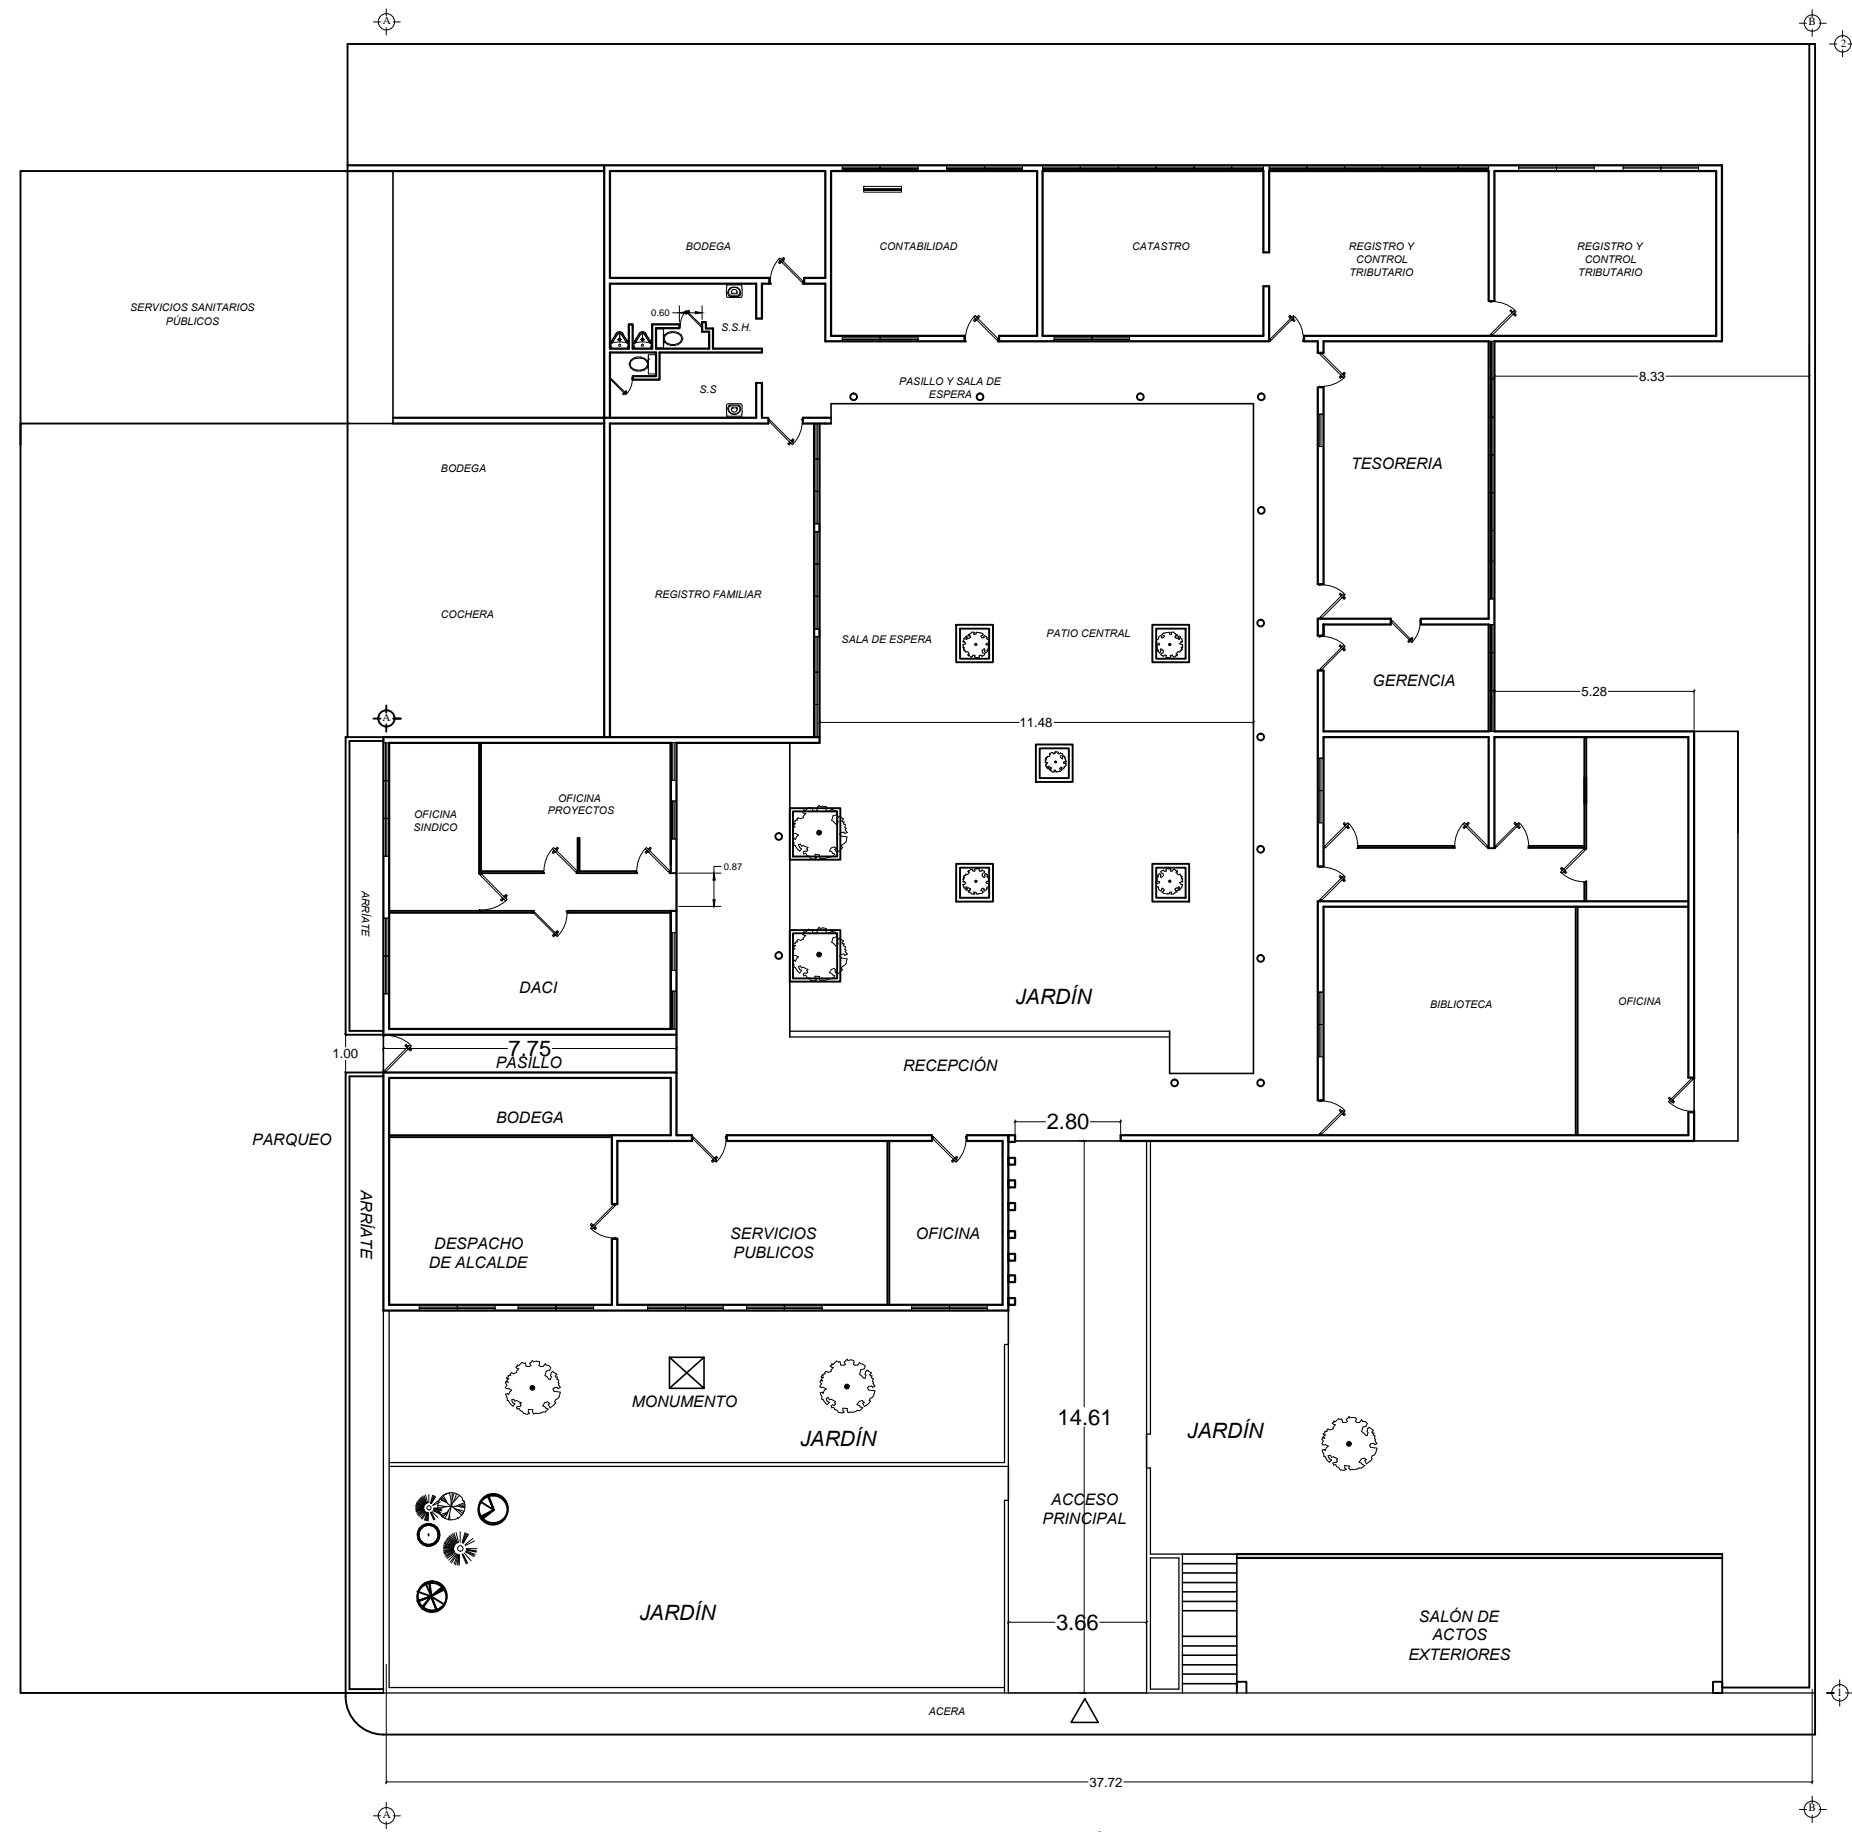 A
B
2
BODEGA
CONTABILIDAD
CATASTRO
REGISTRO Y
CONTROL
TRIBUTARIO
REGISTRO Y
CONTROL
TRIBUTARIO
SERVICIOS SANITARIOS
PÚBLICOS
0.60
S.S.H.
S.S
PASILLO Y SALA DE
ESPERA
8.33
BODEGA
TESORERIA
REGISTRO FAMILIAR
COCHERA
SALA DE ESPERA
PATIO CENTRAL
GERENCIA
5.28
A
11.48
OFICINA
SINDICO
OFICINA
PROYECTOS
0.87
ARRÍATE
DACI
JARDÍN
BIBLIOTECA
OFICINA
1.00
7.75
PASILLO
RECEPCIÓN
BODEGA
2.80
PARQUEO
ARRÍATE
DESPACHO
DE ALCALDE
SERVICIOS
PUBLICOS
OFICINA
MONUMENTO
JARDÍN
14.61
JARDÍN
ACCESO
PRINCIPAL
JARDÍN
3.66
SALÓN DE
ACTOS
EXTERIORES
1
ACERA
37.72
A
B